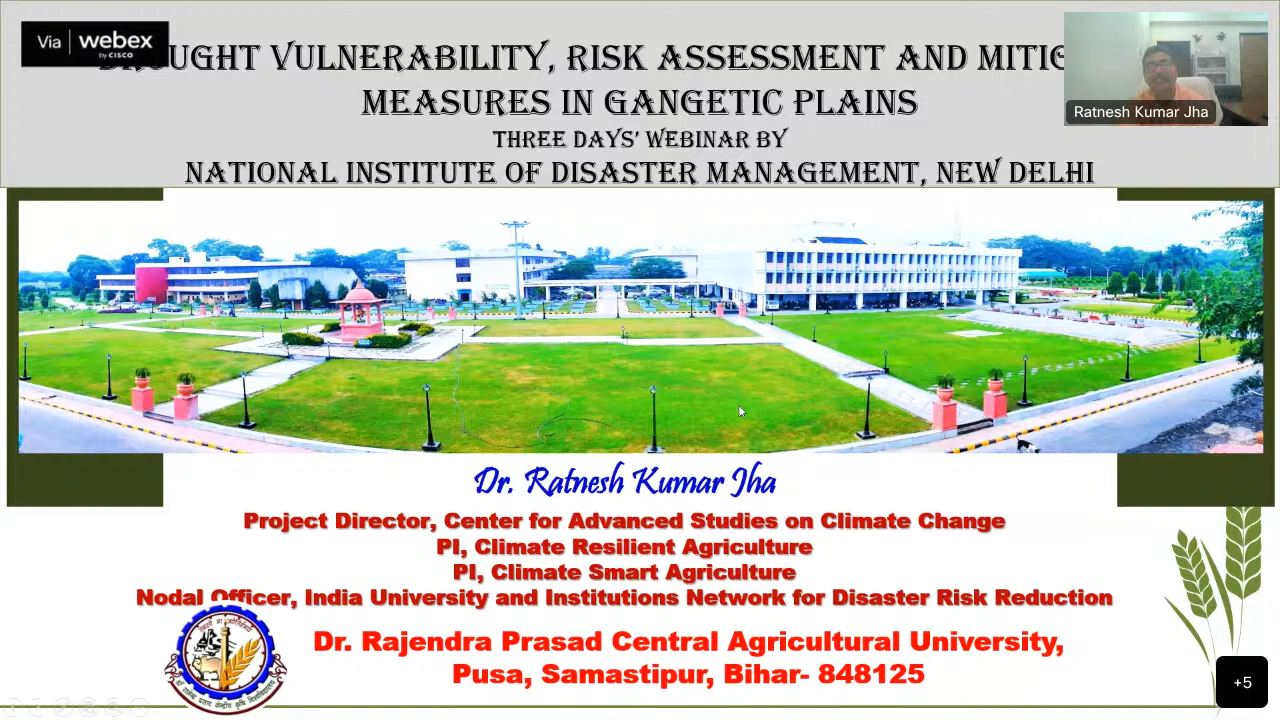 Via webex
by CISCO
UGHT VULNERABILITY, RISK ASSESSMENT AND MITIG
MEASURES IN GANGETIC PLAINS
THREE DAYS’ WEBINAR BY
NATIONAL INSTITUTE OF DISASTER MANAGEMENT, NEW DELHI
Ratnesh Kumar Jha
Dr. Ratnesh Kumar Jha
Project Director, Center for Advanced Studies on Climate Change
PI, Climate Resilient Agriculture
PI, Climate Smart Agriculture
Nodal Officer, India University and Institutions Network for Disaster Risk Reduction
Dr. Rajendra Prasad Central Agricultural University,
Pusa, Samastipur, Bihar- 848125
+5